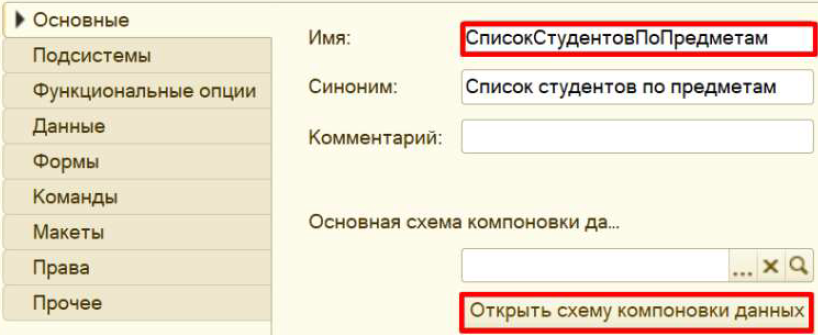 Основные
Подсистемы
Функциональные опции
Данные
Формы
Команды
Макеты
Права
Прочее
Имя: СписокСтудентовПоПредметам
Синоним: Список студентов по предметам
Комментарий:
Основная схема компоновки да...
...
Открыть схему компоновки данных